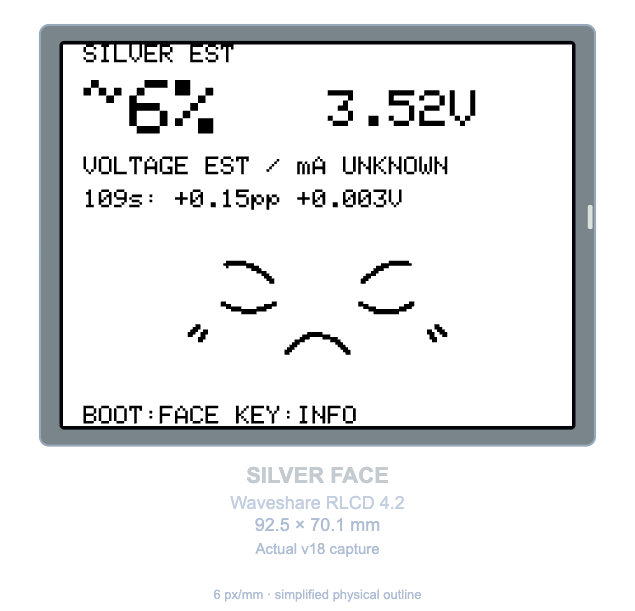 SILVER EST
~6% 3.52V
VOLTAGE EST / mA UNKNOWN
109s: +0.15pp +0.003V
BOOT:FACE KEY:INFO
SILVER FACE
Waveshare RLCD 4.2
92.5 × 70.1 mm
Actual v18 capture
6 px/mm · simplified physical outline